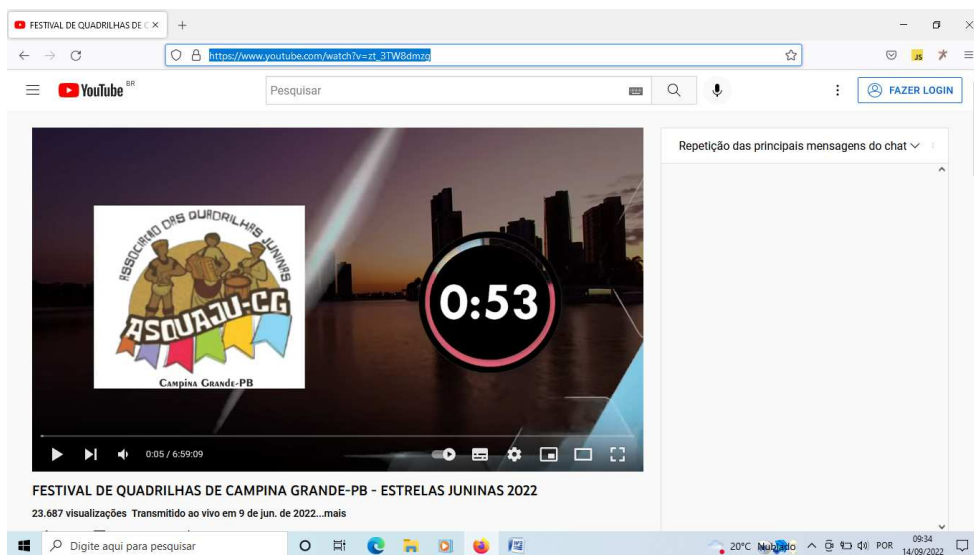 FESTIVAL DE QUADRILHAS DE C
https://www.youtube.com/watch?v=zt_3TW8dmzg
JS
YouTube BR
Pesquisar
FAZER LOGIN
Repetição das principais mensagens do chat
ASSOCIAÇÃO DAS QUADRILHAS JUNINAS
ASQUAJU-CG
CAMPINA GRANDE-PB
0:53
0:05 / 6:59:09
FESTIVAL DE QUADRILHAS DE CAMPINA GRANDE-PB - ESTRELAS JUNINAS 2022
23.687 visualizações Transmitido ao vivo em 9 de jun. de 2022...mais
Digite aqui para pesquisar
20°C Nublado
POR
09:34
14/09/2022